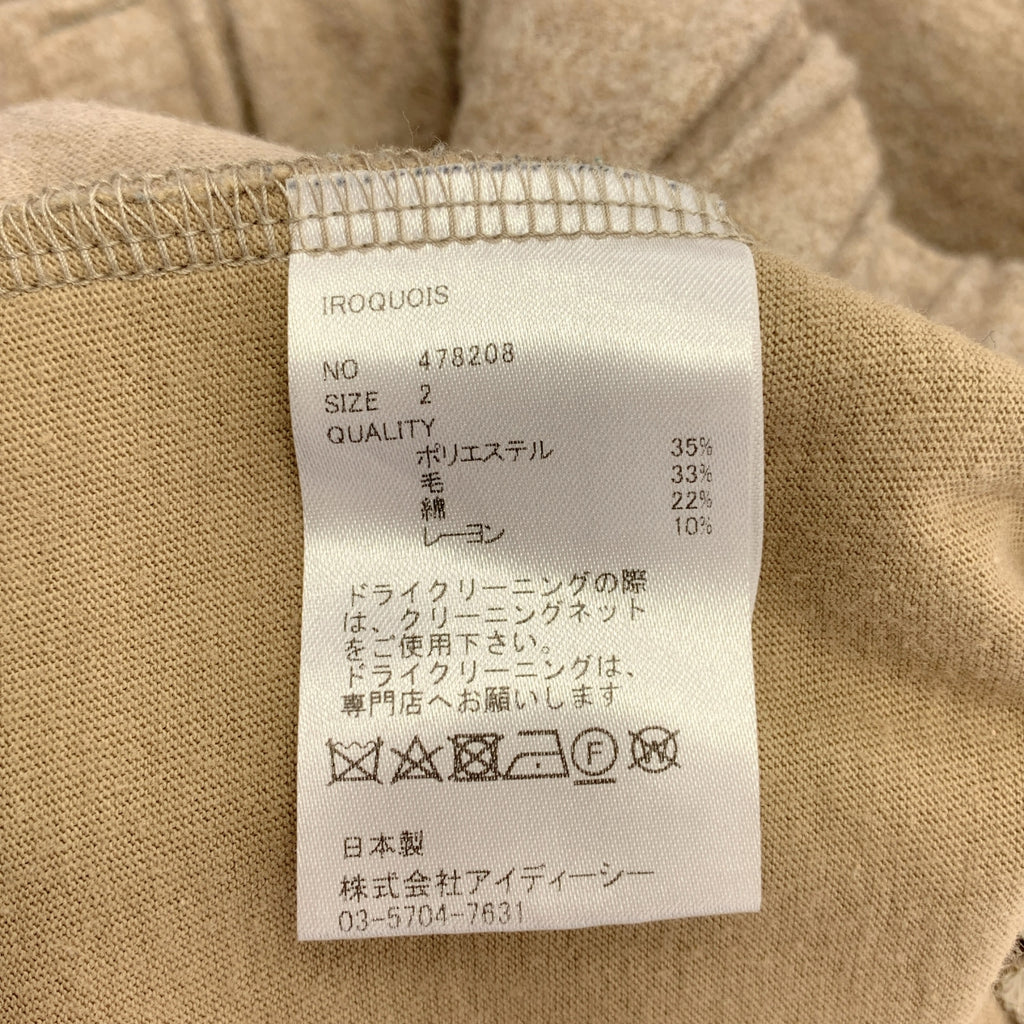 IROQUOIS
NO 478208
SIZE 2
QUALITY
ポリエステル 35%
毛 33%
綿 22%
レーヨン 10%
ドライクリーニングの際
は、クリーニングネット
をご使用下さい。
ドライクリーニングは、
専門店へお願いします
F W
日本製
株式会社アイディーシー
03-5704-7631